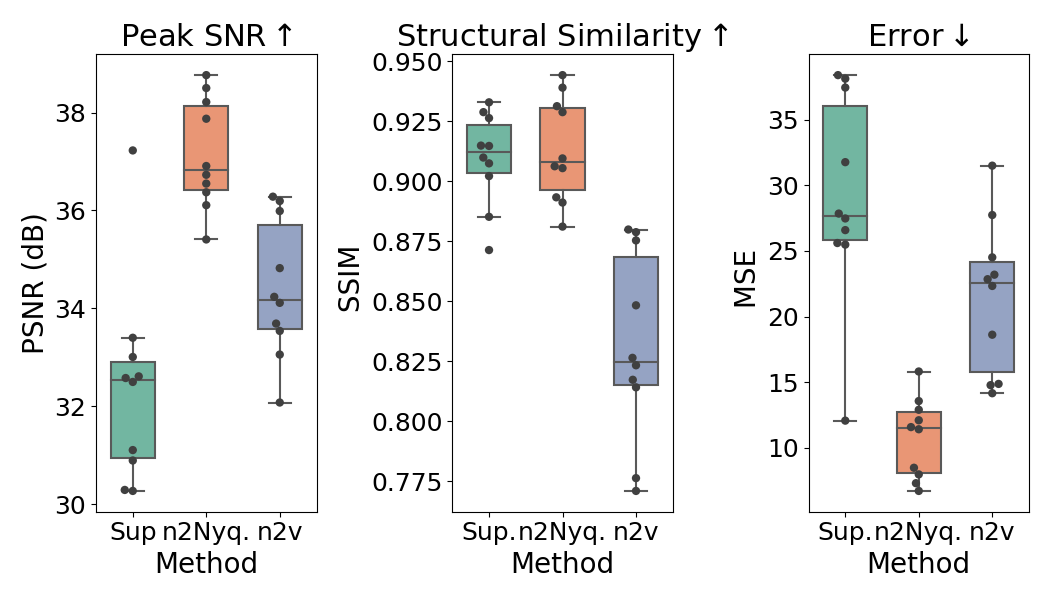 Peak SNR ↑
Structural Similarity ↑
Error ↓
PSNR (dB)
38
36
34
32
30
Sup n2Nyq. n2v
Method
SSIM
0.950
0.925
0.900
0.875
0.850
0.825
0.800
0.775
Sup. n2Nyq. n2v
Method
MSE
35
30
25
20
15
10
Sup. n2Nyq. n2v
Method